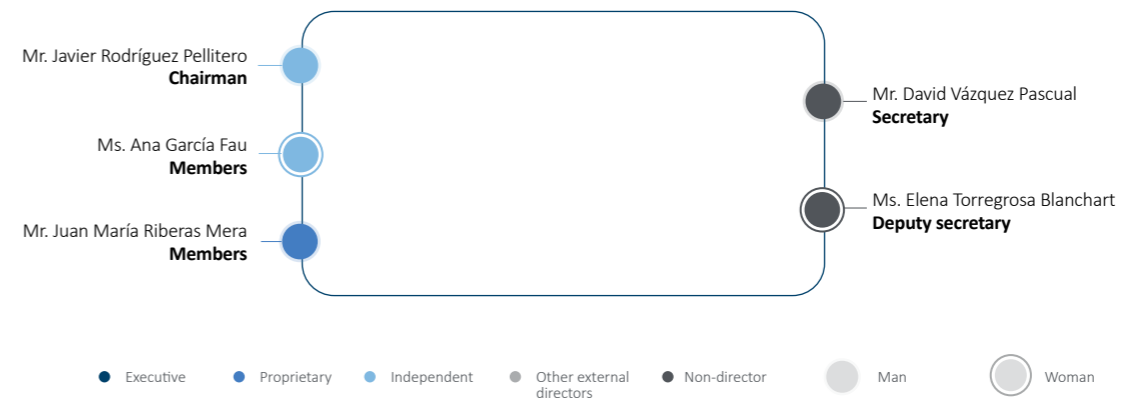 Mr. Javier Rodríguez Pellitero
Chairman
Ms. Ana García Fau
Members
Mr. Juan María Riberas Mera
Members
Mr. David Vázquez Pascual
Secretary
Ms. Elena Torregrosa Blanchart
Deputy secretary
Executive
Proprietary
Independent
Other external
directors
Non-director
Man
Woman